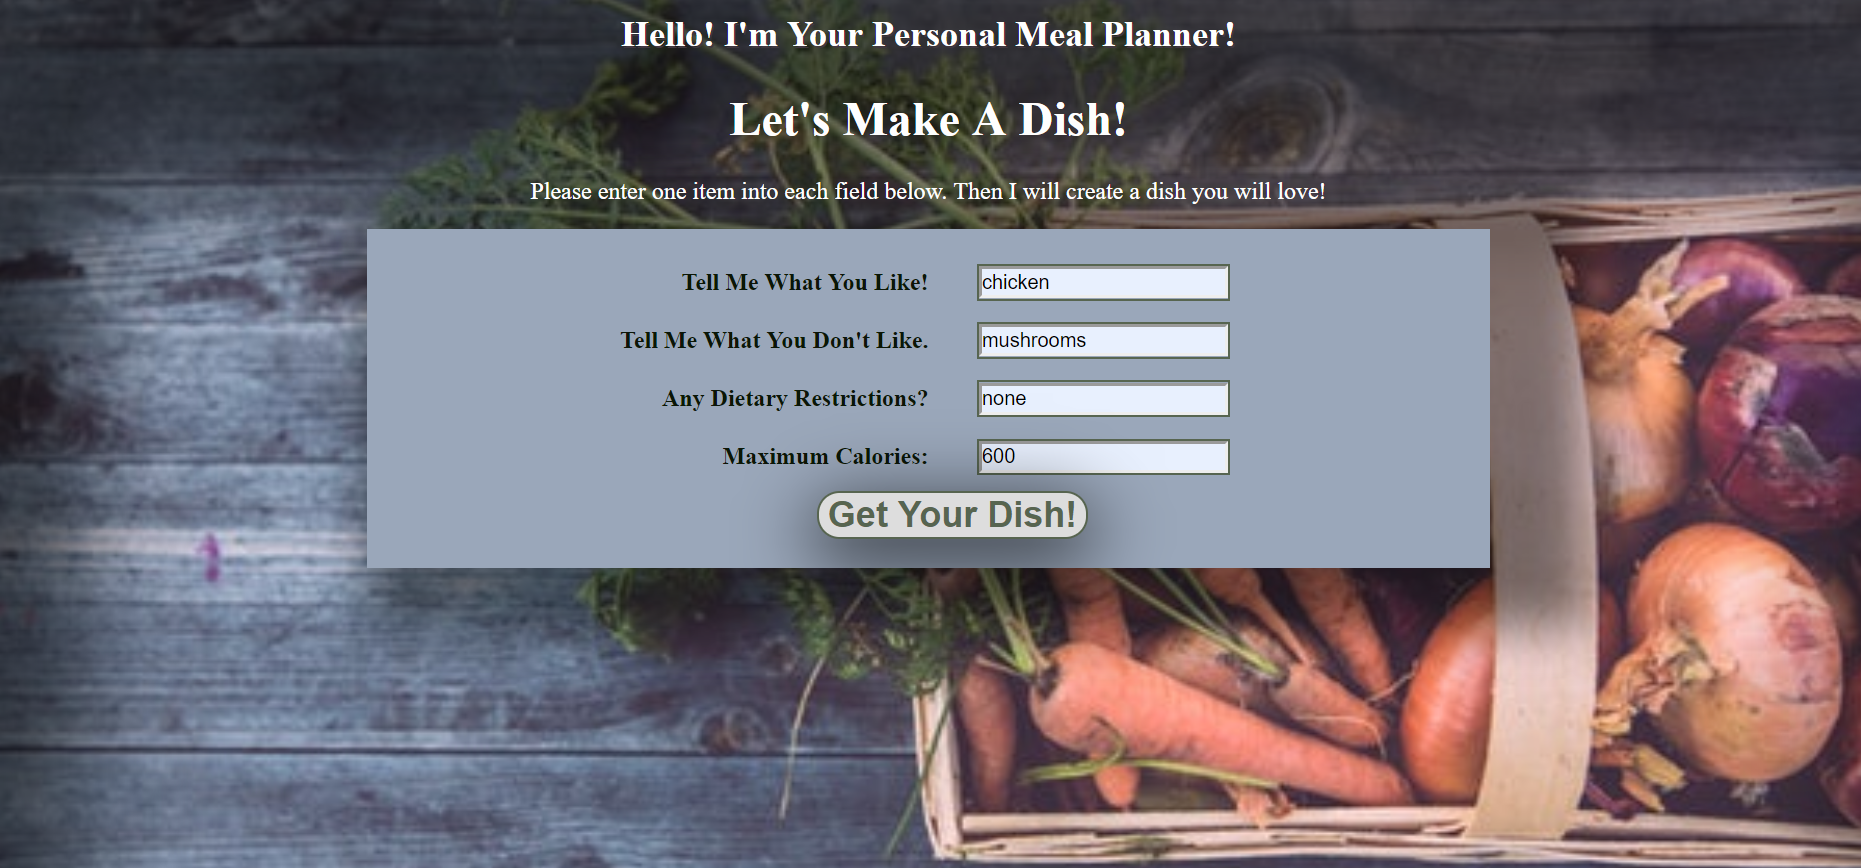 Hello! I'm Your Personal Meal Planner!
Let's Make A Dish!
Please enter one item into each field below. Then I will create a dish you will love!
Tell Me What You Like! chicken
Tell Me What You Don't Like. mushrooms
Any Dietary Restrictions? none
Maximum Calories: 600
Get Your Dish!